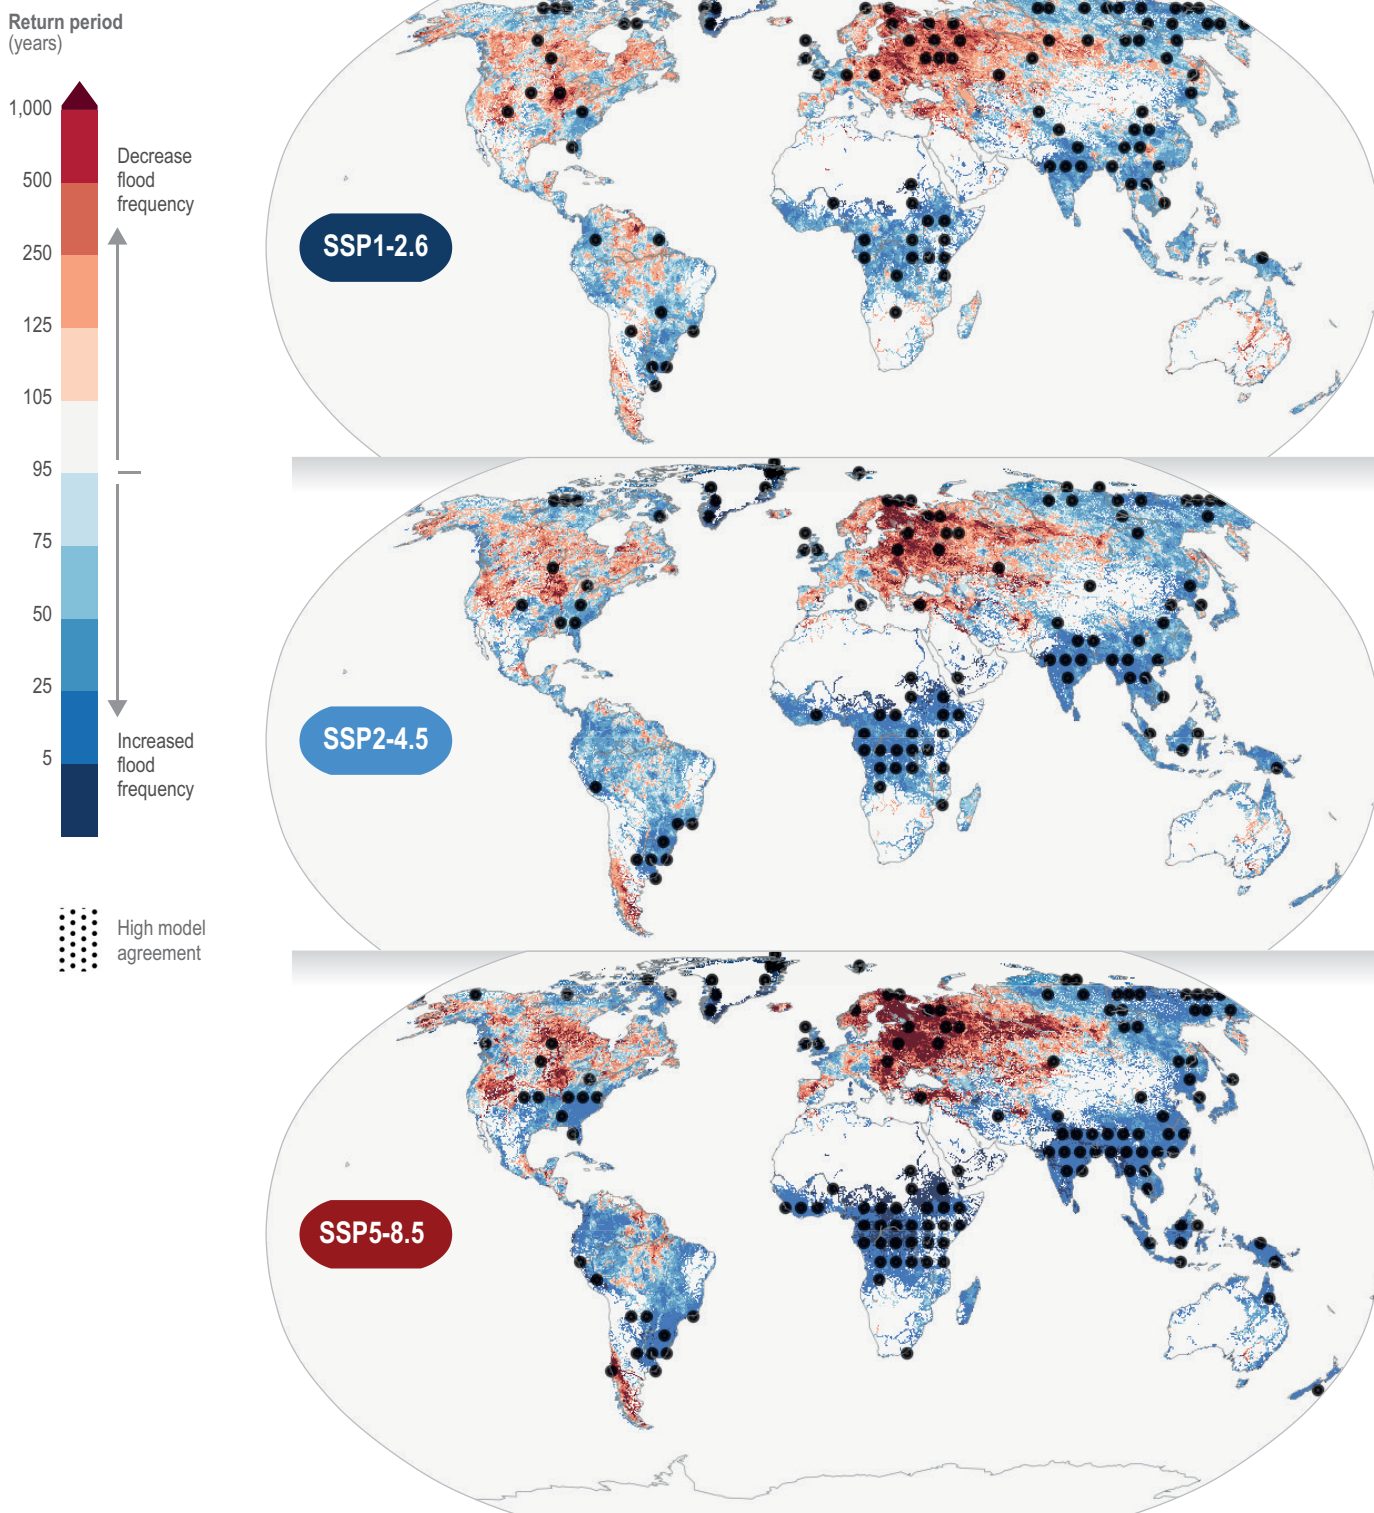 Return period
(years)
1,000
500
250
125
105
95
75
50
25
5
Decrease
flood
frequency
Increased
flood
frequency
High model
agreement
SSP1-2.6
SSP2-4.5
SSP5-8.5